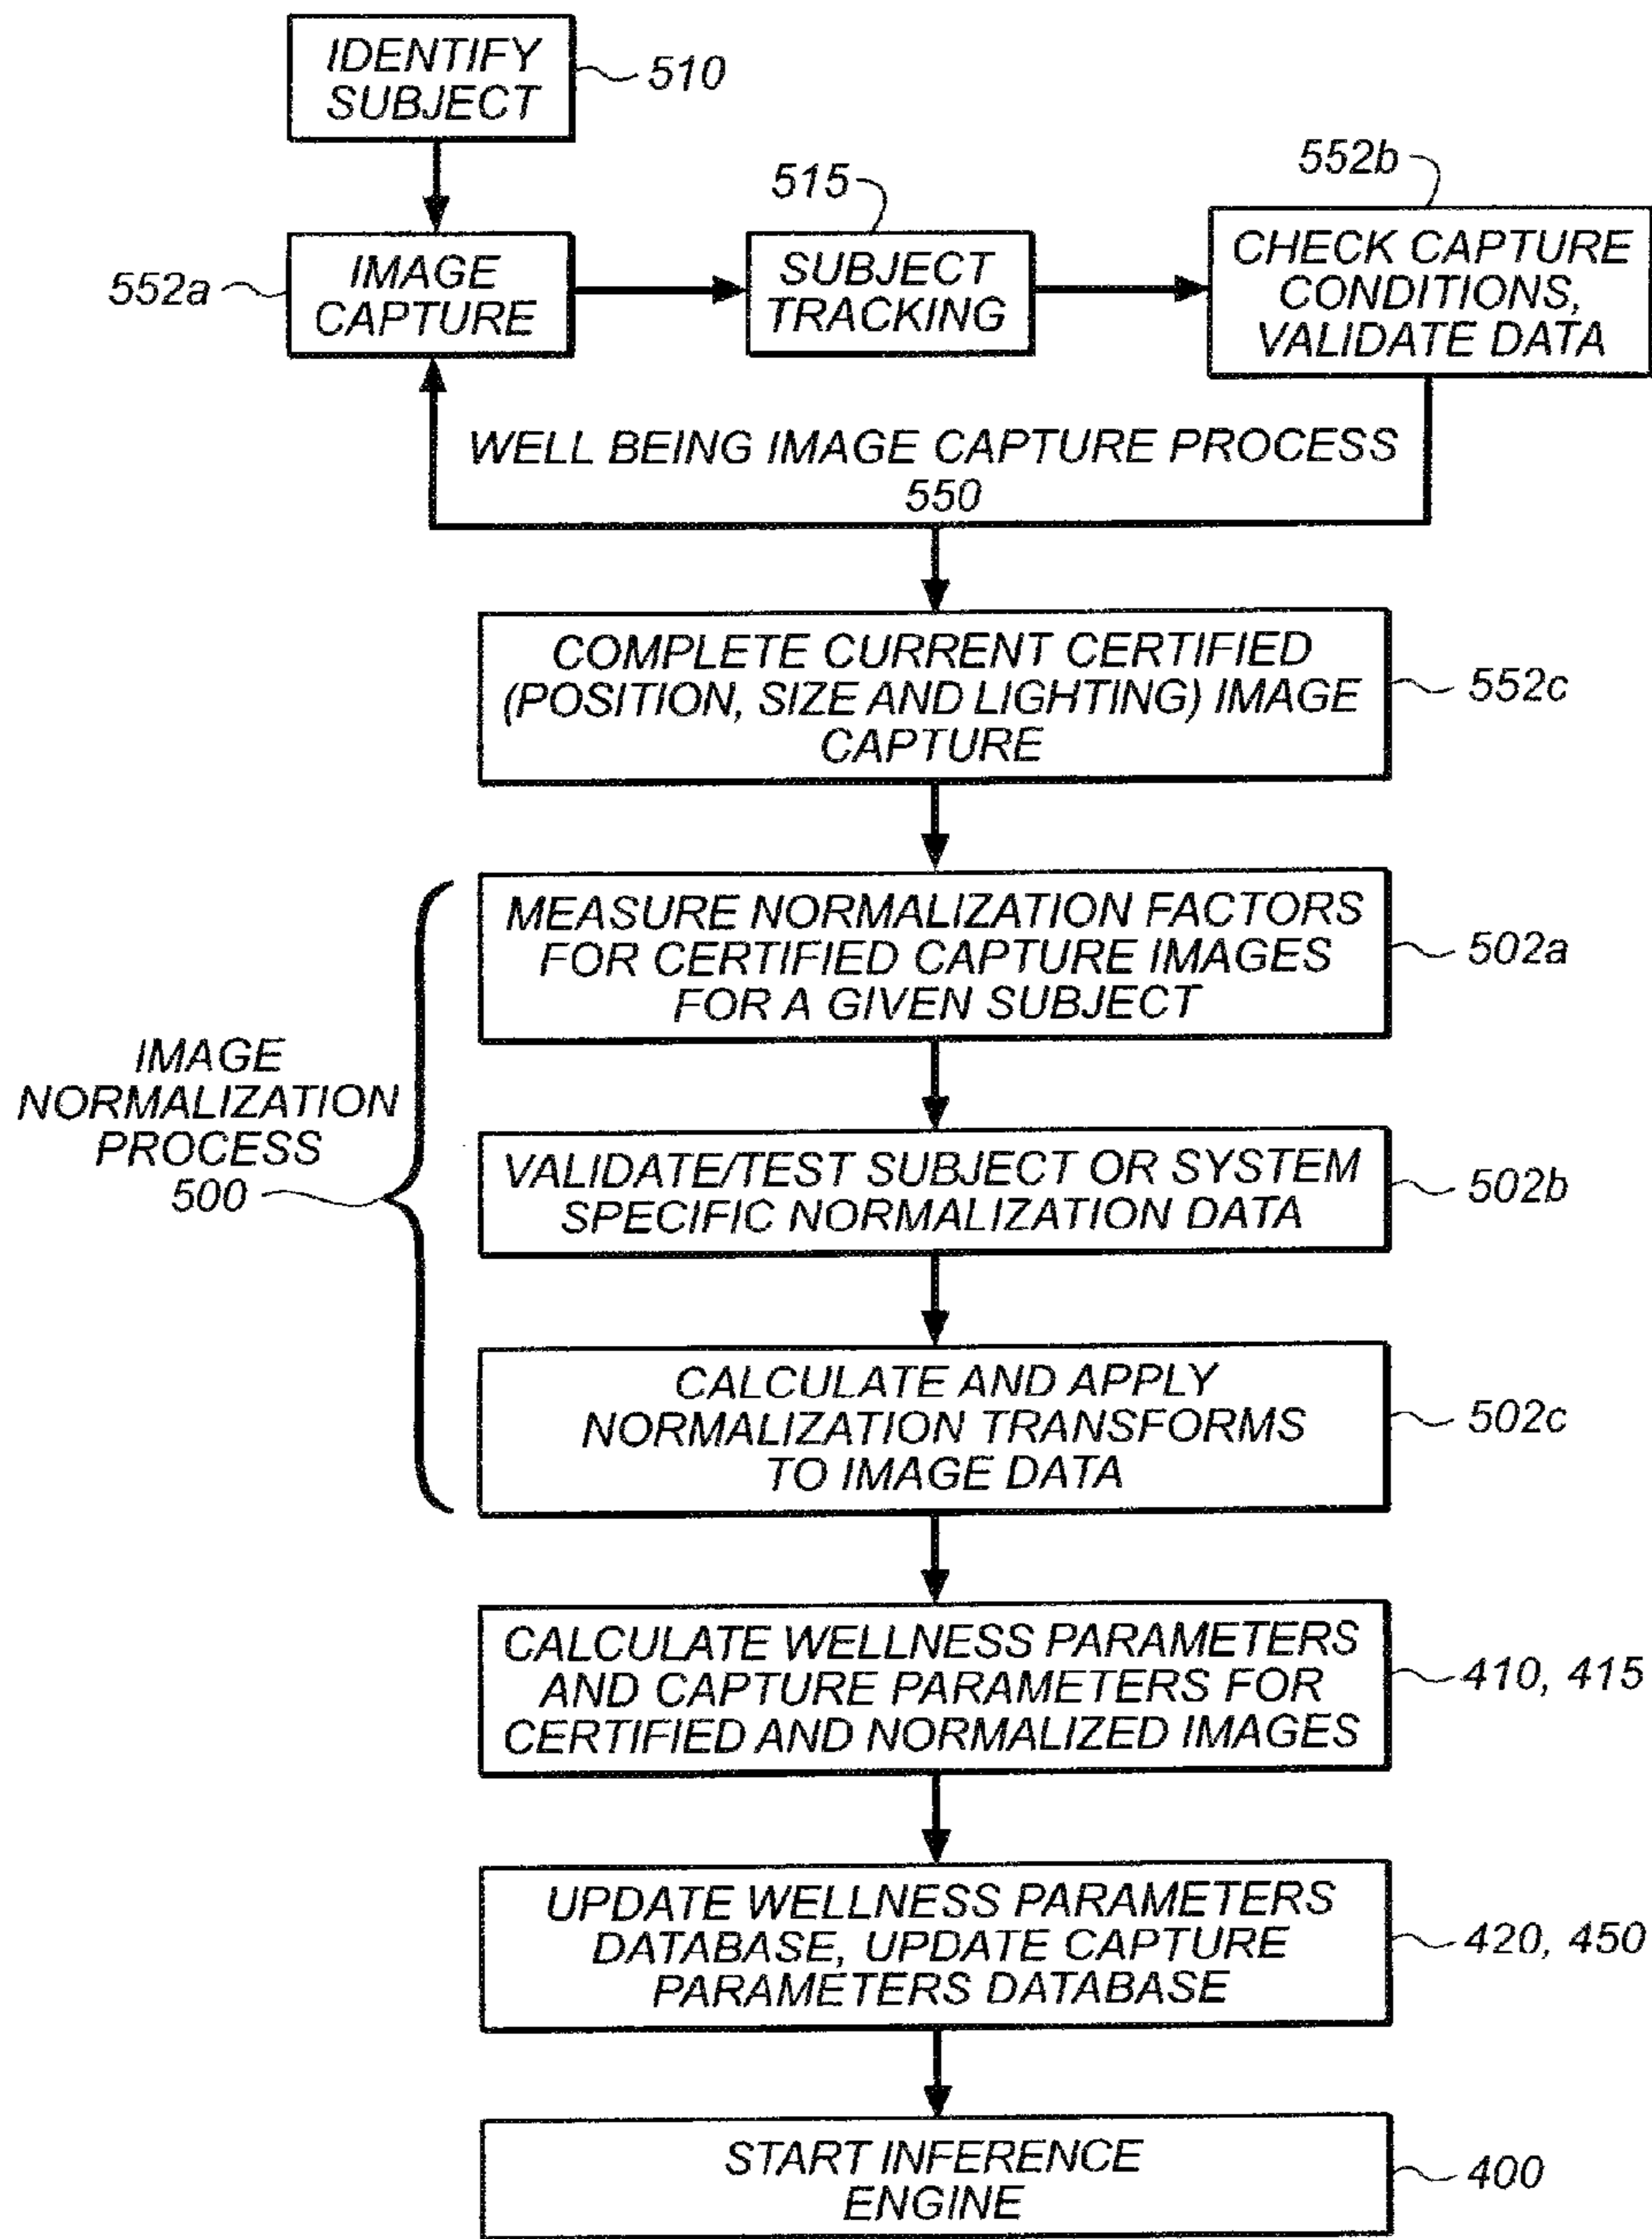 IDENTIFY
SUBJECT
510
552a
IMAGE
CAPTURE
515
SUBJECT
TRACKING
552b
CHECK CAPTURE
CONDITIONS,
VALIDATE DATA
WELL BEING IMAGE CAPTURE PROCESS
550
COMPLETE CURRENT CERTIFIED
(POSITION, SIZE AND LIGHTING) IMAGE
CAPTURE
552c
IMAGE
NORMALIZATION
PROCESS
500
MEASURE NORMALIZATION FACTORS
FOR CERTIFIED CAPTURE IMAGES
FOR A GIVEN SUBJECT
502a
VALIDATE/TEST SUBJECT OR SYSTEM
SPECIFIC NORMALIZATION DATA
502b
CALCULATE AND APPLY
NORMALIZATION TRANSFORMS
TO IMAGE DATA
502c
CALCULATE WELLNESS PARAMETERS
AND CAPTURE PARAMETERS FOR
CERTIFIED AND NORMALIZED IMAGES
410, 415
UPDATE WELLNESS PARAMETERS
DATABASE, UPDATE CAPTURE
PARAMETERS DATABASE
420, 450
START INFERENCE
ENGINE
400